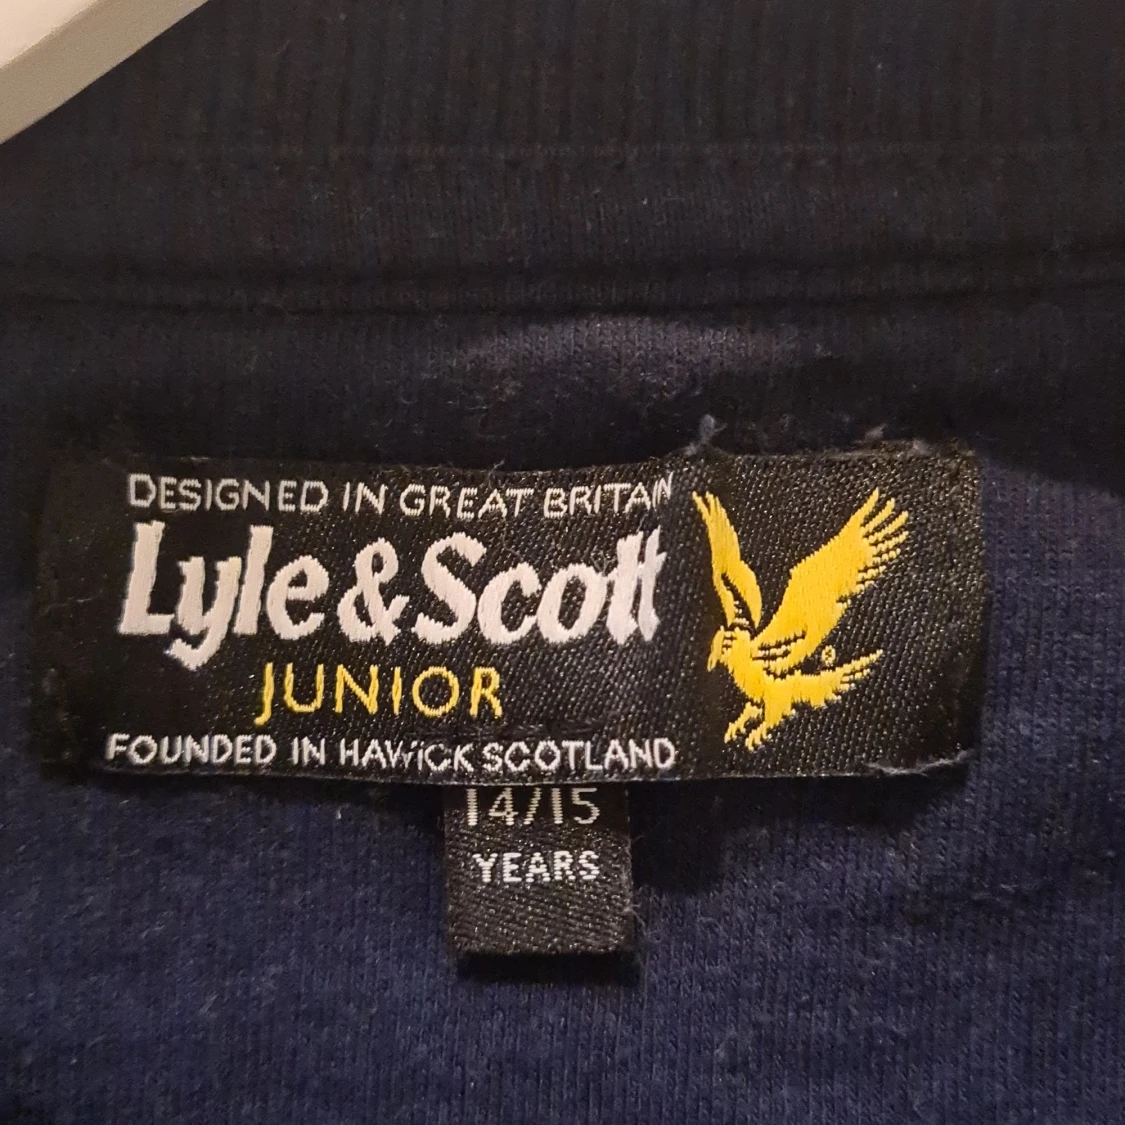 DESIGNED IN GREAT BRITAIN
Lyle & Scott
JUNIOR
FOUNDED IN HAWICK SCOTLAND
14/15
YEARS